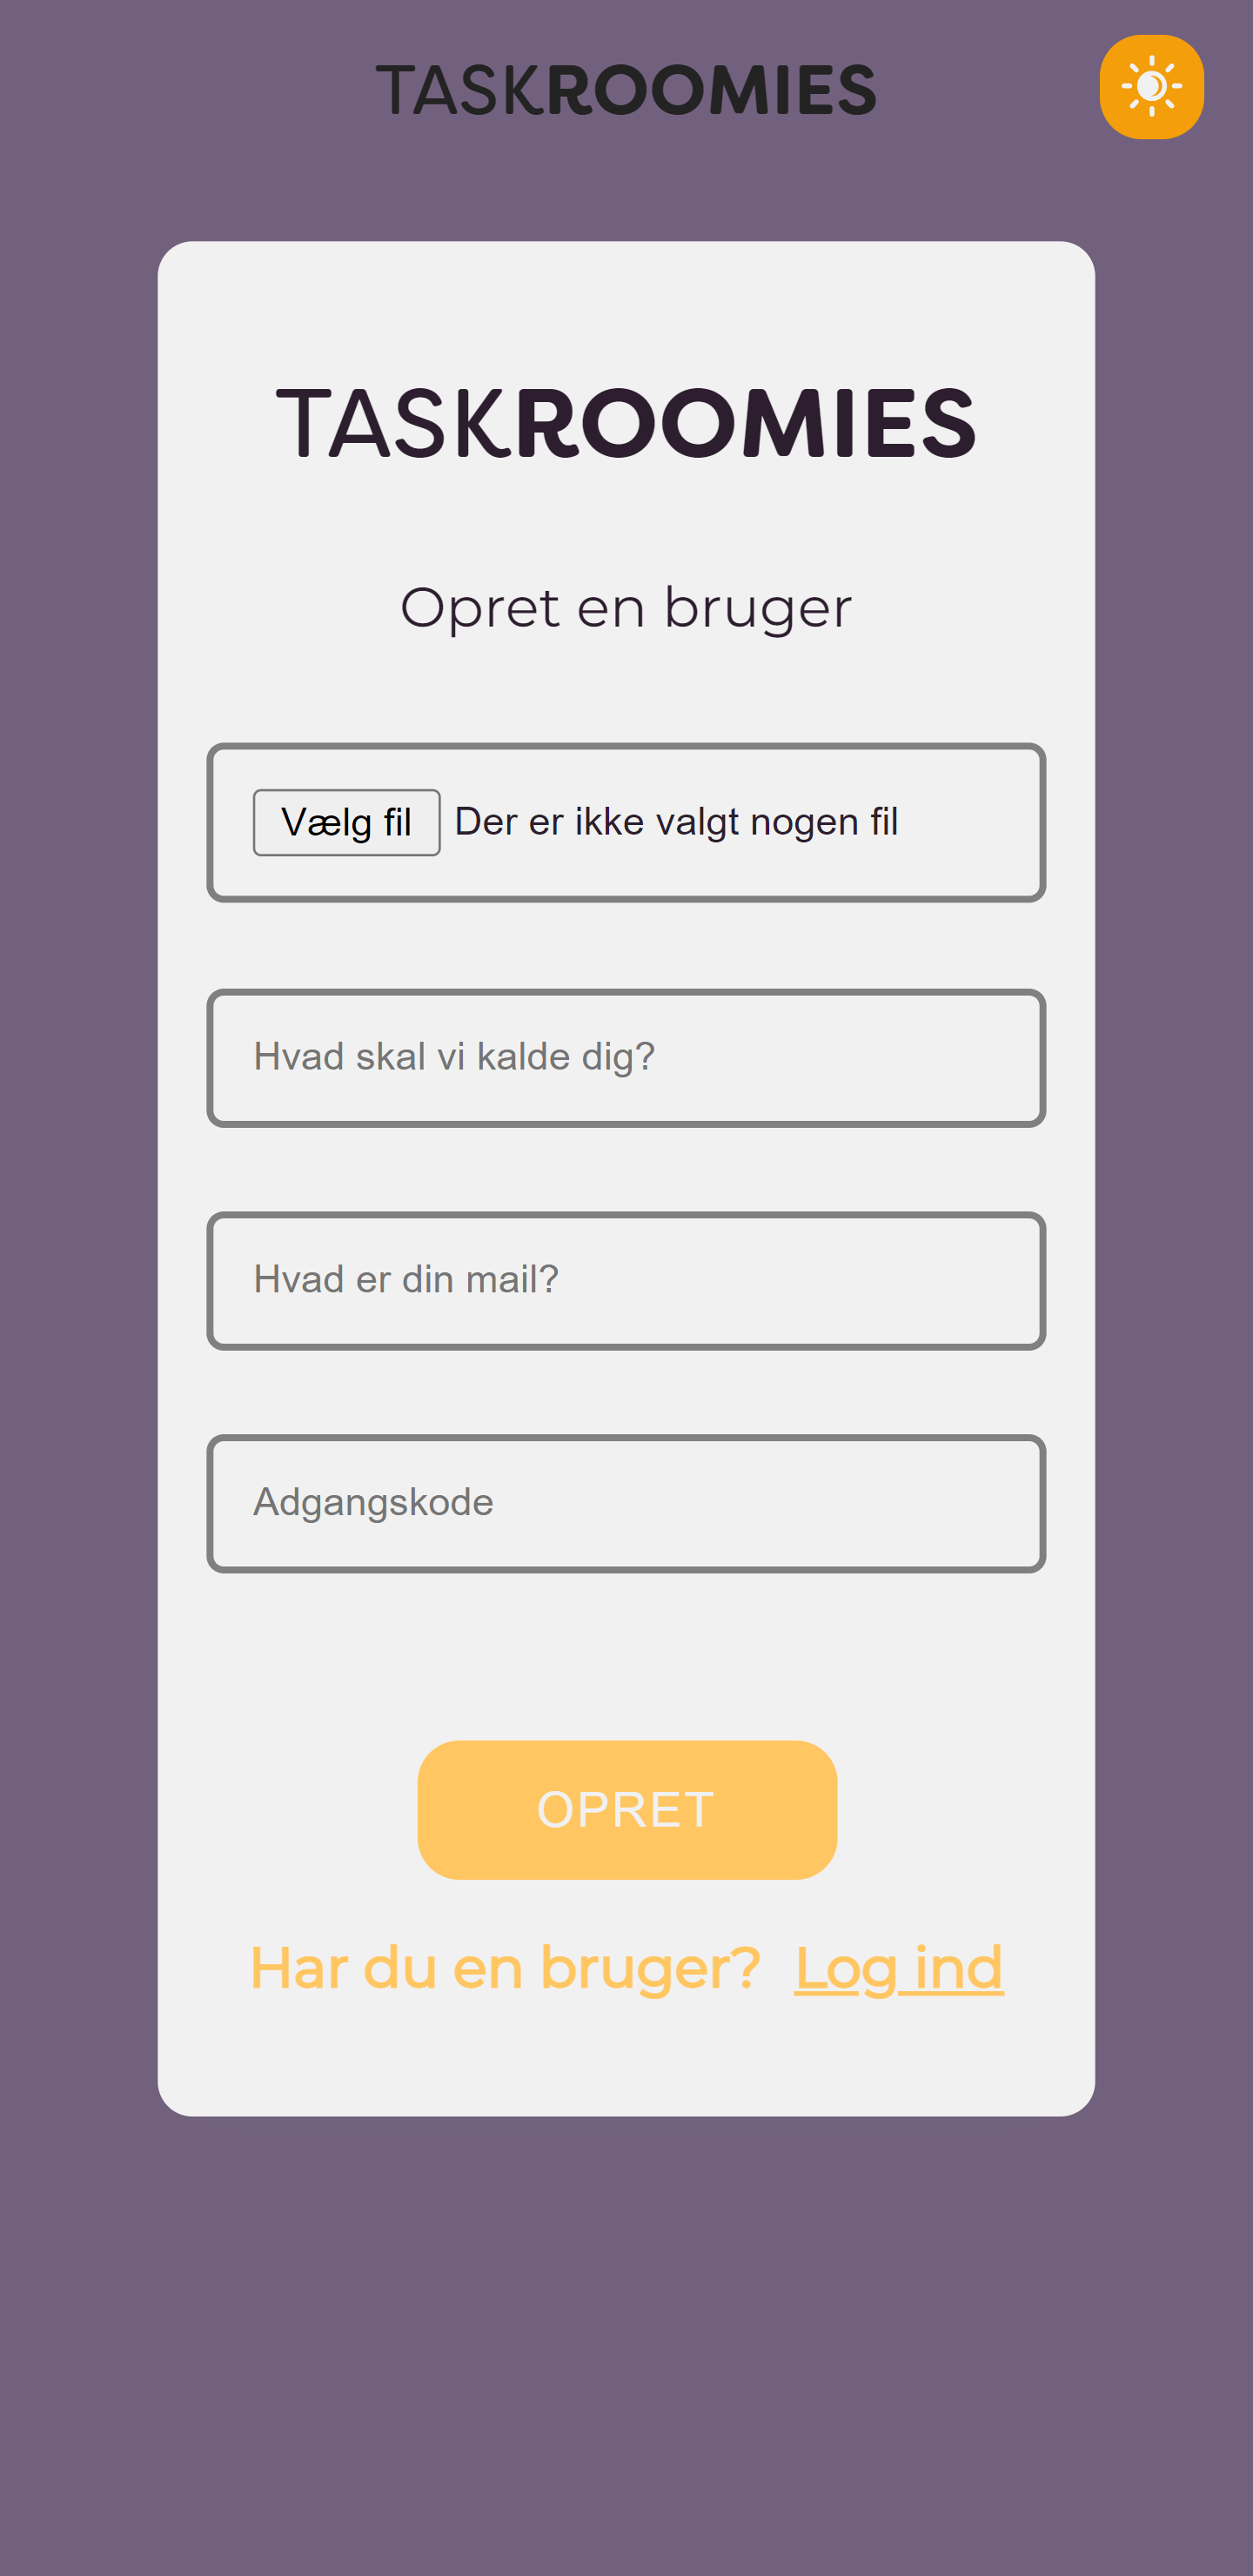 TASKROOMIES
TASKROOMIES
Opret en bruger
Vælg fil Der er ikke valgt nogen fil
Hvad skal vi kalde dig?
Hvad er din mail?
Adgangskode
OPRET
Har du en bruger? Log ind